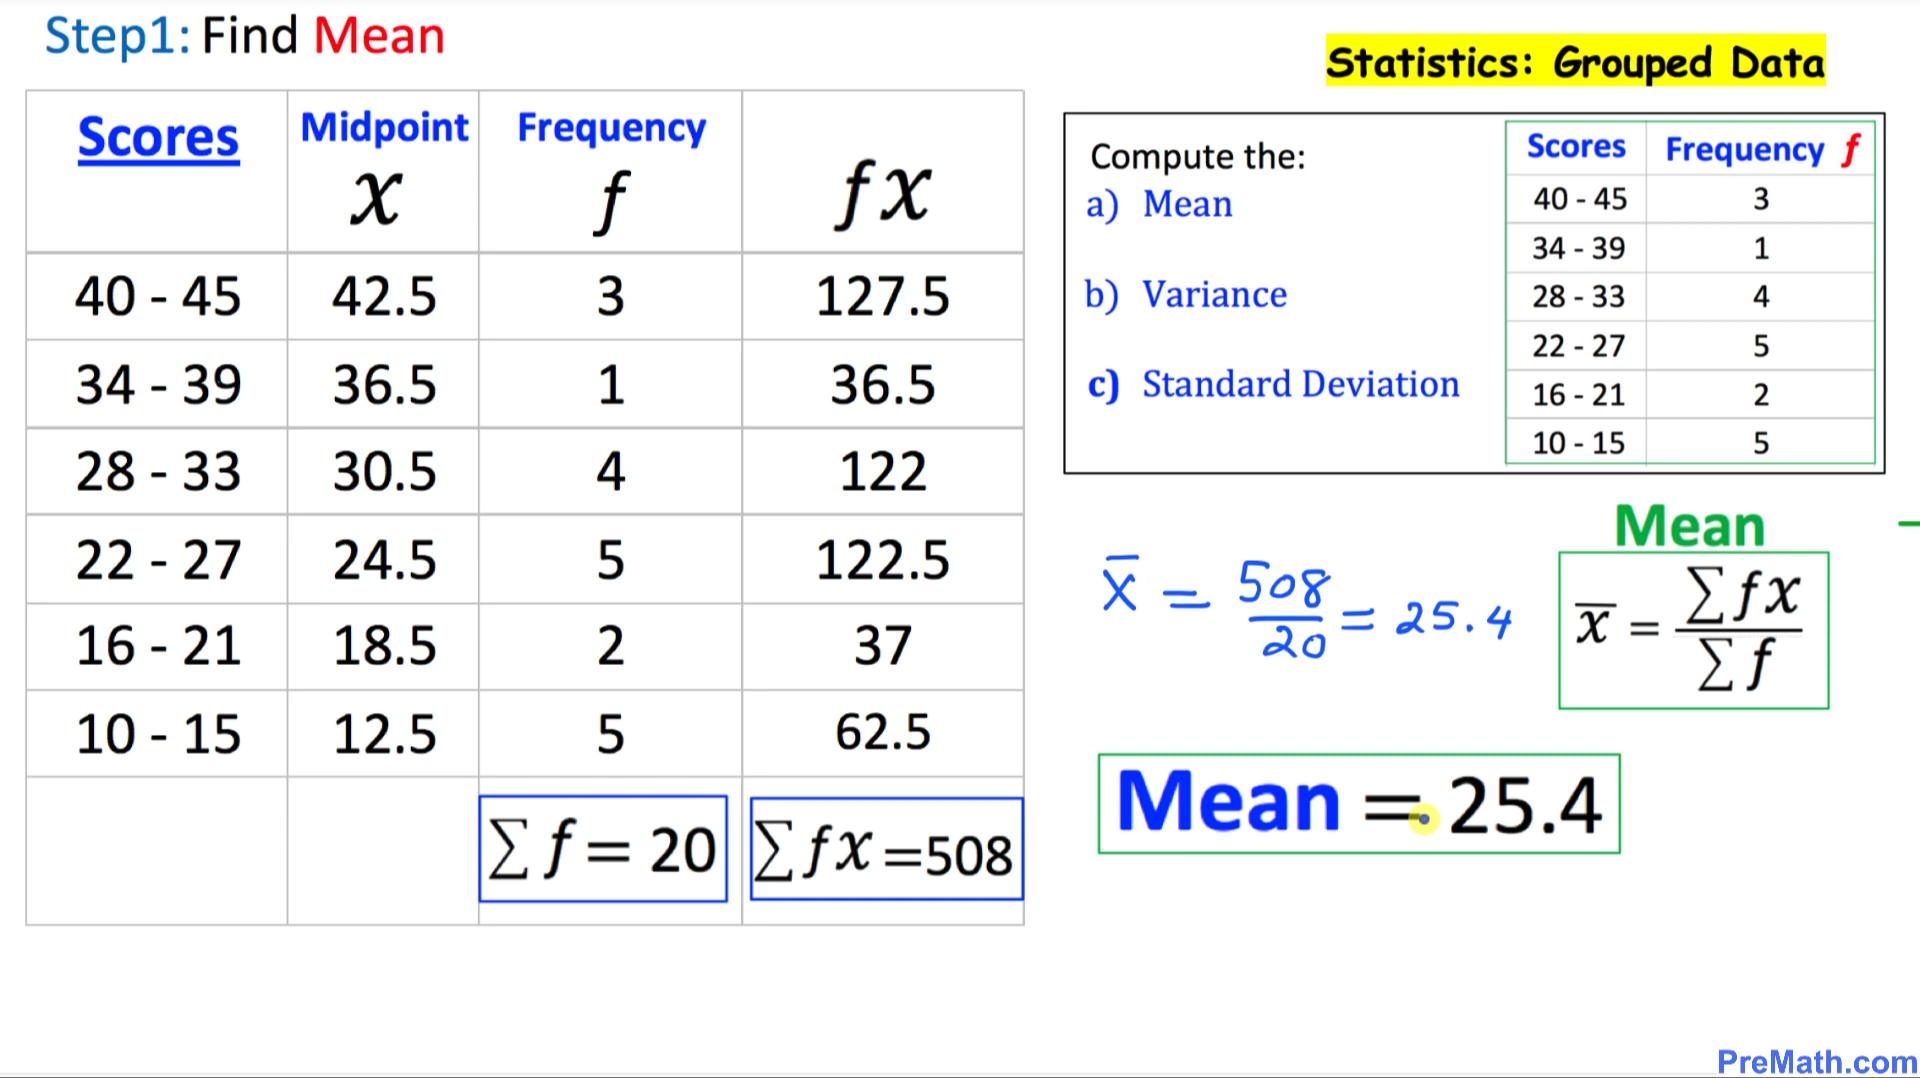 Step1: Find Mean
Statistics: Grouped Data
Scores Midpoint x Frequency f fx
40 - 45 42.5 3 127.5
34 - 39 36.5 1 36.5
28 - 33 30.5 4 122
22 - 27 24.5 5 122.5
16 - 21 18.5 2 37
10 - 15 12.5 5 62.5
∑f = 20 ∑fx =508
Compute the:
a) Mean
b) Variance
c) Standard Deviation
Scores Frequency f
40 - 45 3
34 - 39 1
28 - 33 4
22 - 27 5
16 - 21 2
10 - 15 5
x̅ = 508/20 = 25.4
Mean
x̅ = ∑fx/∑f
Mean = 25.4
PreMath.com